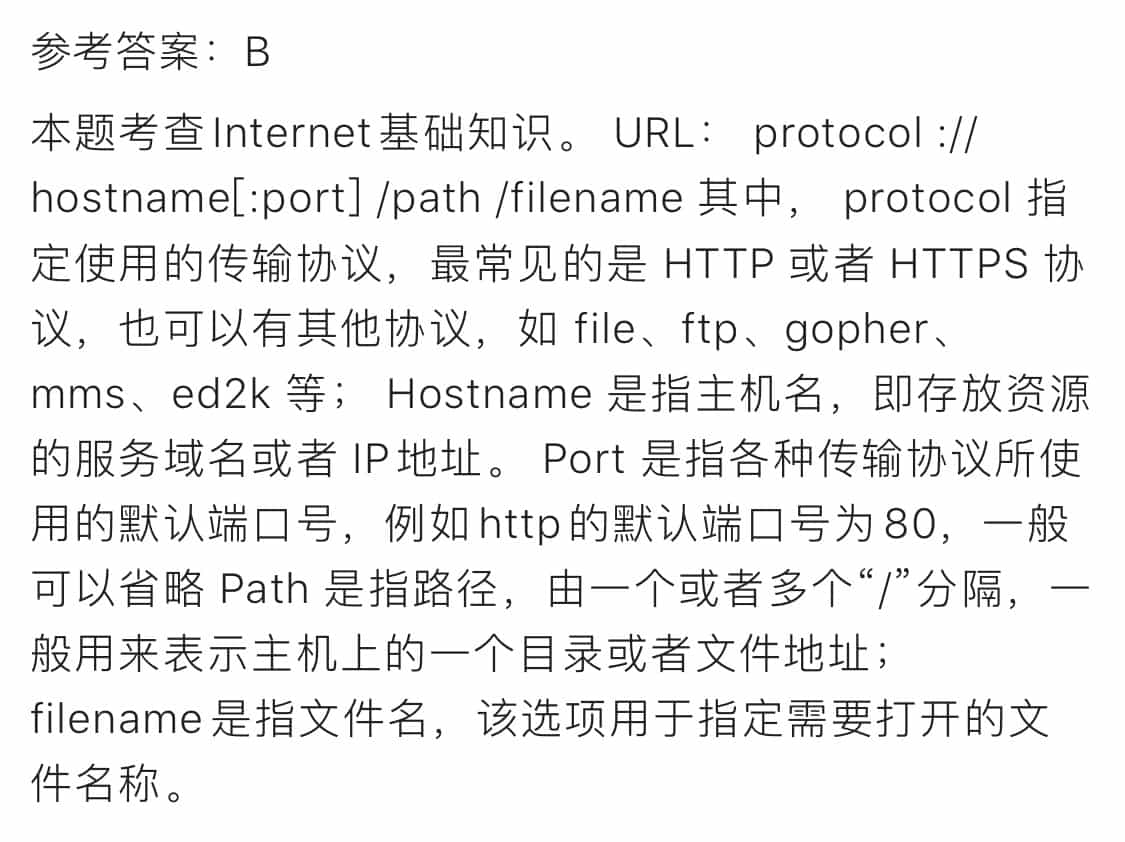 参考答案：B
本题考查Internet基础知识。 URL： protocol ://
hostname[:port] /path /filename 其中， protocol 指
定使用的传输协议，最常见的是 HTTP 或者 HTTPS 协
议，也可以有其他协议，如 file、ftp、gopher、
mms、ed2k 等； Hostname 是指主机名，即存放资源
的服务域名或者 IP地址。 Port 是指各种传输协议所使
用的默认端口号，例如http的默认端口号为80，一般
可以省略 Path 是指路径，由一个或者多个“/”分隔，一
般用来表示主机上的一个目录或者文件地址；
filename是指文件名，该选项用于指定需要打开的文
件名称。